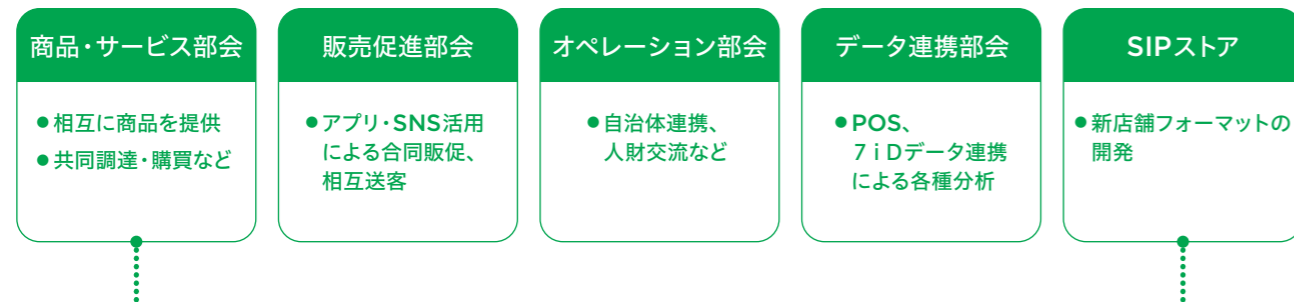 商品・サービス部会
●相互に商品を提供
●共同調達・購買など
販売促進部会
●アプリ・SNS活用
による合同販促、
相互送客
オペレーション部会
●自治体連携、
人財交流など
データ連携部会
●POS、
7iDデータ連携
による各種分析
SIPストア
●新店舗フォーマットの
開発